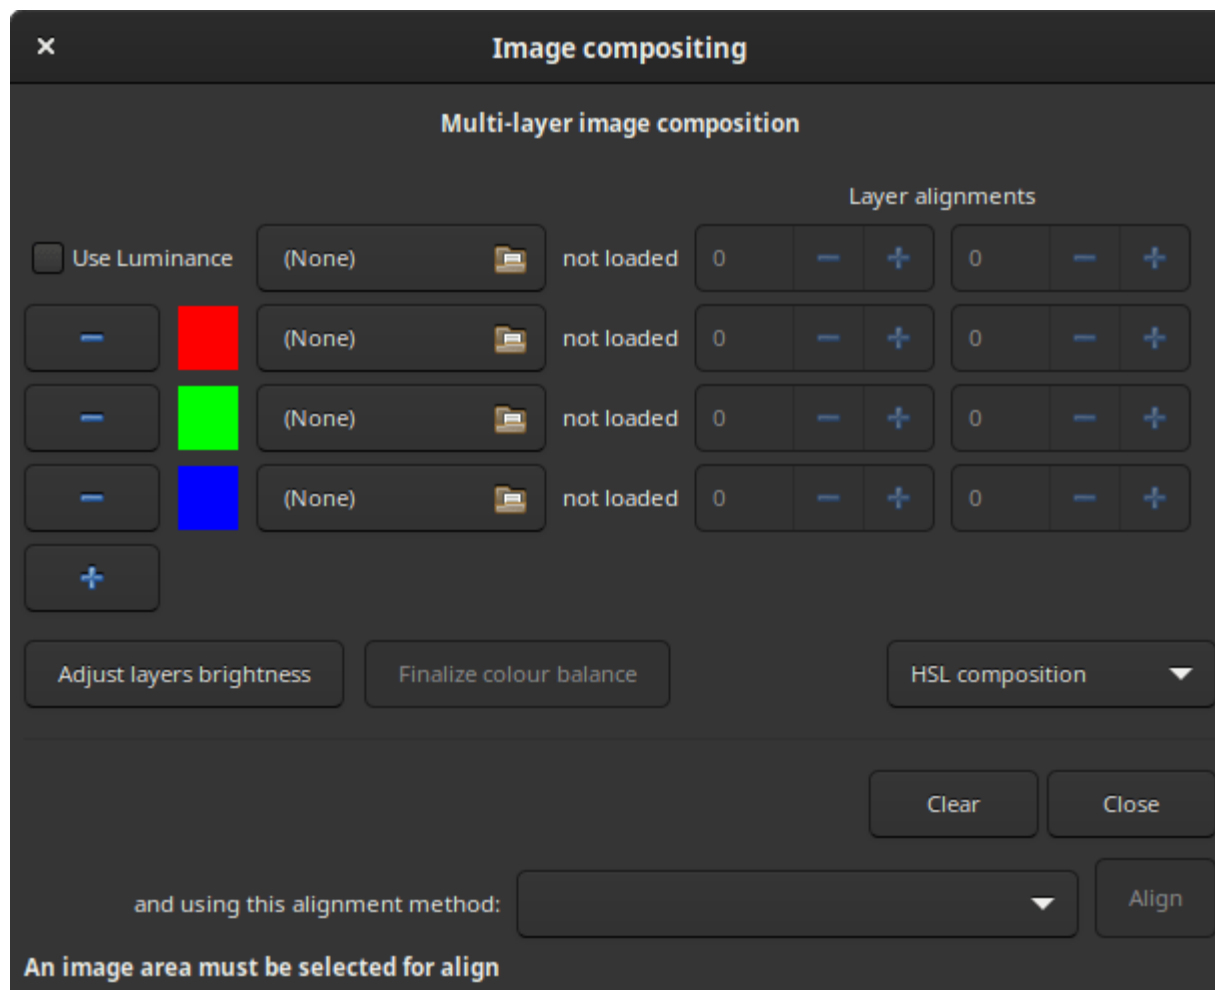 Image compositing
Multi-layer image composition
Layer alignments
Use Luminance (None) not loaded 0 0
(None) not loaded 0 0
(None) not loaded 0 0
(None) not loaded 0 0
Adjust layers brightness Finalize colour balance HSL composition
Clear Close
and using this alignment method: Align
An image area must be selected for align